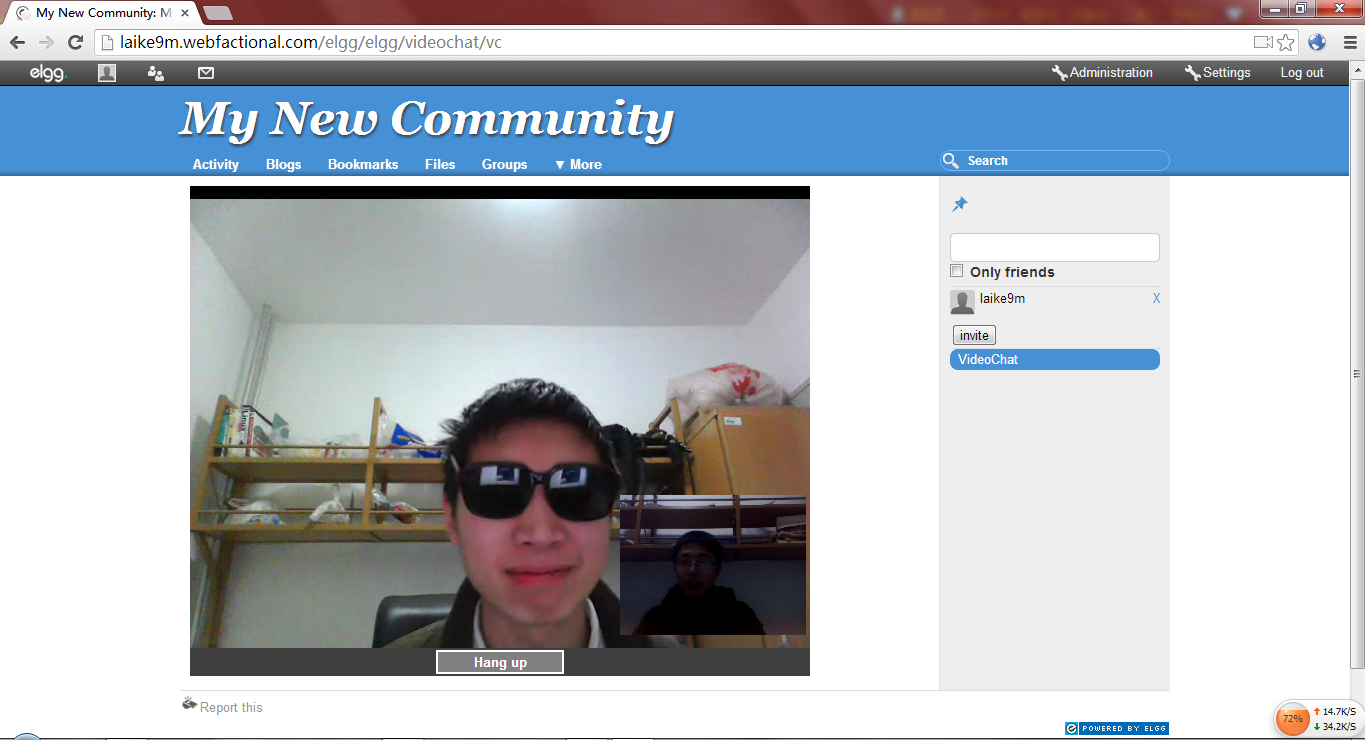 My New Community: M
laike9m.webfactional.com/elgg/elgg/videochat/vc
elgg.
Administration
Settings
Log out
My New Community
Activity
Blogs
Bookmarks
Files
Groups
▼ More
Search
Only friends
laike9m
X
invite
VideoChat
Hang up
Report this
POWERED BY ELGG
72%
14.7K/S
34.2K/S